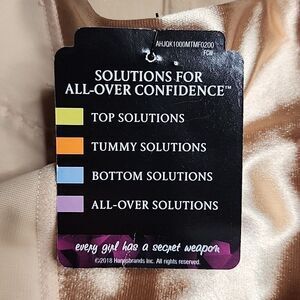 AHJQK1000MTMF0200
FCW
SOLUTIONS FOR
ALL-OVER CONFIDENCE™
TOP SOLUTIONS
TUMMY SOLUTIONS
BOTTOM SOLUTIONS
ALL-OVER SOLUTIONS
every girl has a secret weapon
©2018 Hanesbrands Inc. All rights reserved.